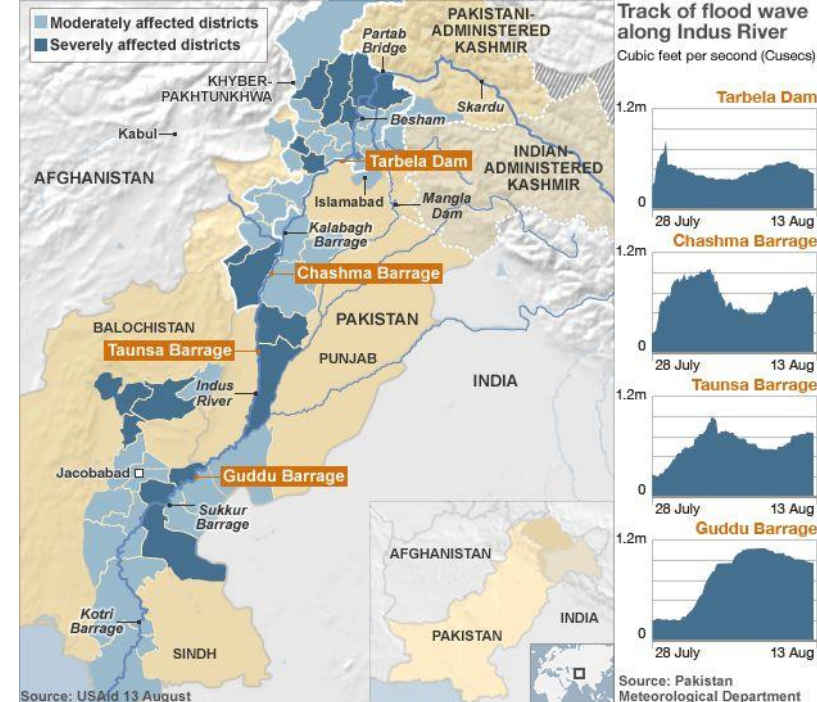 Moderately affected districts
Severely affected districts
PAKISTANI-
ADMINISTERED
KASHMIR
Partab
Bridge
KHYBER-
PAKHTUNKHWA
Skardu
Besham
Kabul
Tarbela Dam
INDIAN-
ADMINISTERED
KASHMIR
AFGHANISTAN
Islamabad
Mangla
Dam
Kalabagh
Barrage
Chashma Barrage
BALOCHISTAN
PAKISTAN
Taunsa Barrage
PUNJAB
Indus
River
INDIA
Jacobabad
Guddu Barrage
Sukkur
Barrage
Kotri
Barrage
SINDH
AFGHANISTAN
INDIA
PAKISTAN
Source: USAid 13 August
Track of flood wave
along Indus River
Cubic feet per second (Cusecs)
Tarbela Dam
1.2m
0
28 July 13 Aug
Chashma Barrage
1.2m
0
28 July 13 Aug
Taunsa Barrage
1.2m
0
28 July 13 Aug
Guddu Barrage
1.2m
0
28 July 13 Aug
Source: Pakistan
Meteorological Department